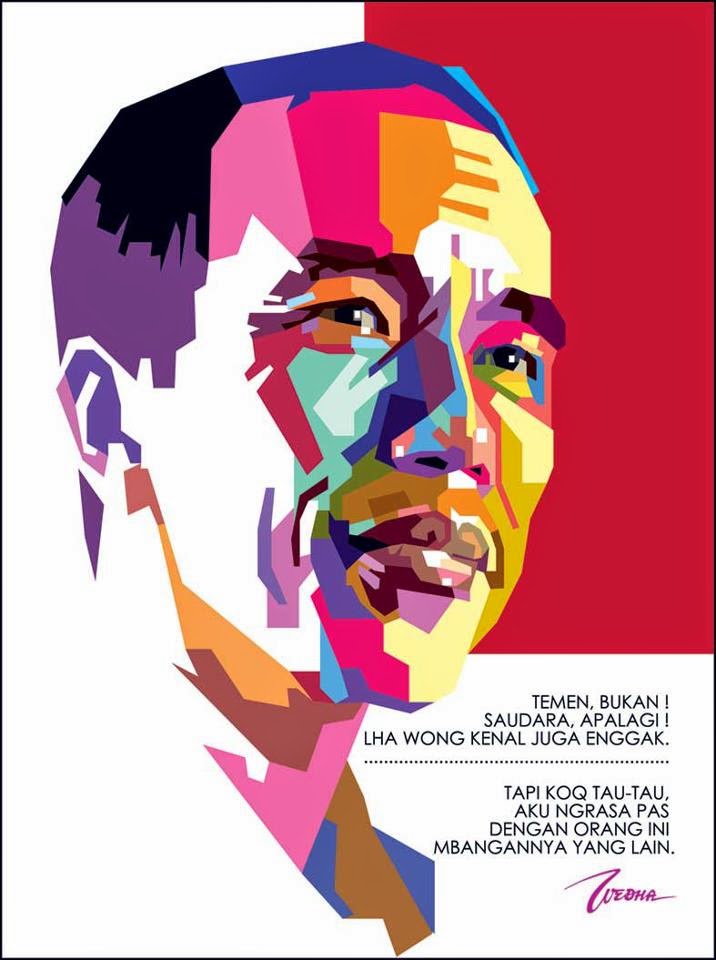 TEMEN, BUKAN !
SAUDARA, APALAGI !
LHA WONG KENAL JUGA ENGGAK.
TAPI KOQ TAU-TAU,
AKU NGRASA PAS
DENGAN ORANG INI
MBANGANNYA YANG LAIN.
WEDHA